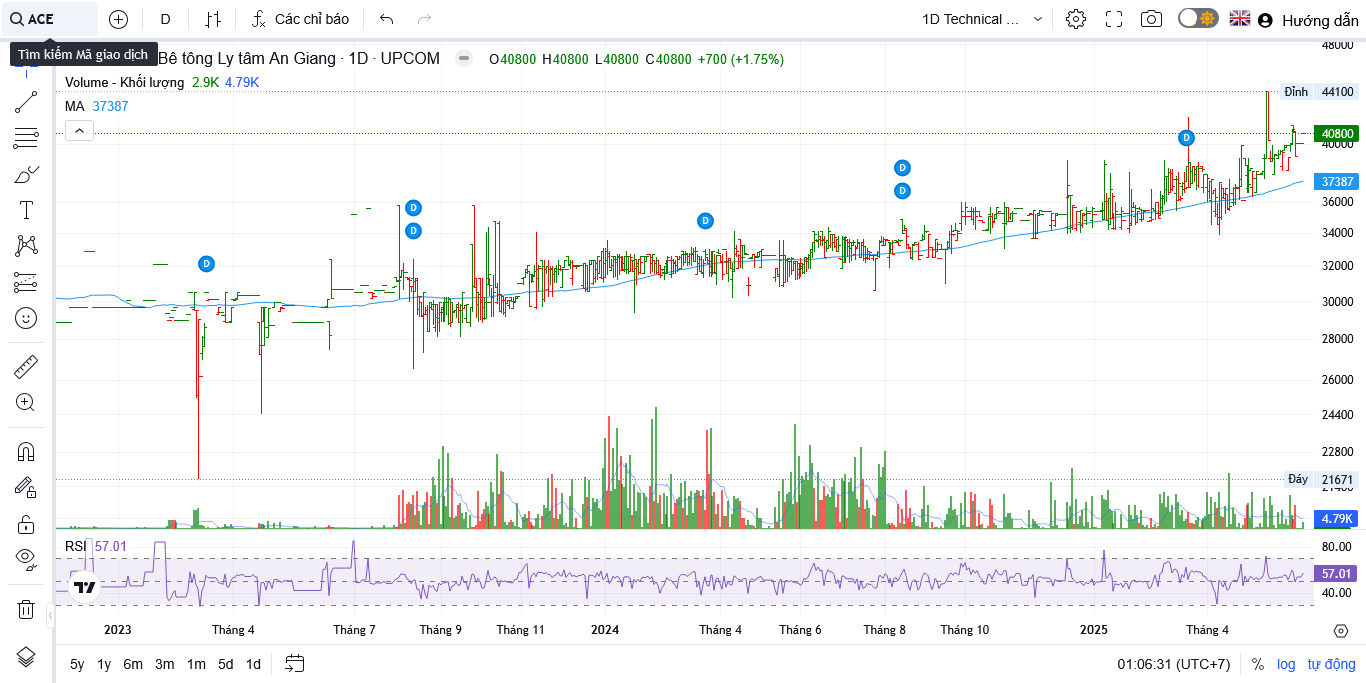 ACE
D
Các chỉ báo
1D Technical ...
Hướng dẫn
Tìm kiếm Mã giao dịch
Bê tông Ly tâm An Giang · 1D · UPCOM
O40800 H40800 L40800 C40800 +700 (+1.75%)
Volume - Khối lượng 2.9K 4.79K
MA 37387
48000
Đỉnh 44100
40800
40000
37387
36000
34000
32000
30000
28000
26000
24400
22800
Đáy 21671
4.79K
D
D
D
D
D
D
D
RSI 57.01
80.00
57.01
40.00
2023 Tháng 4 Tháng 7 Tháng 9 Tháng 11 2024 Tháng 4 Tháng 6 Tháng 8 Tháng 10 2025 Tháng 4
5y 1y 6m 3m 1m 5d 1d
01:06:31 (UTC+7) % log tự động